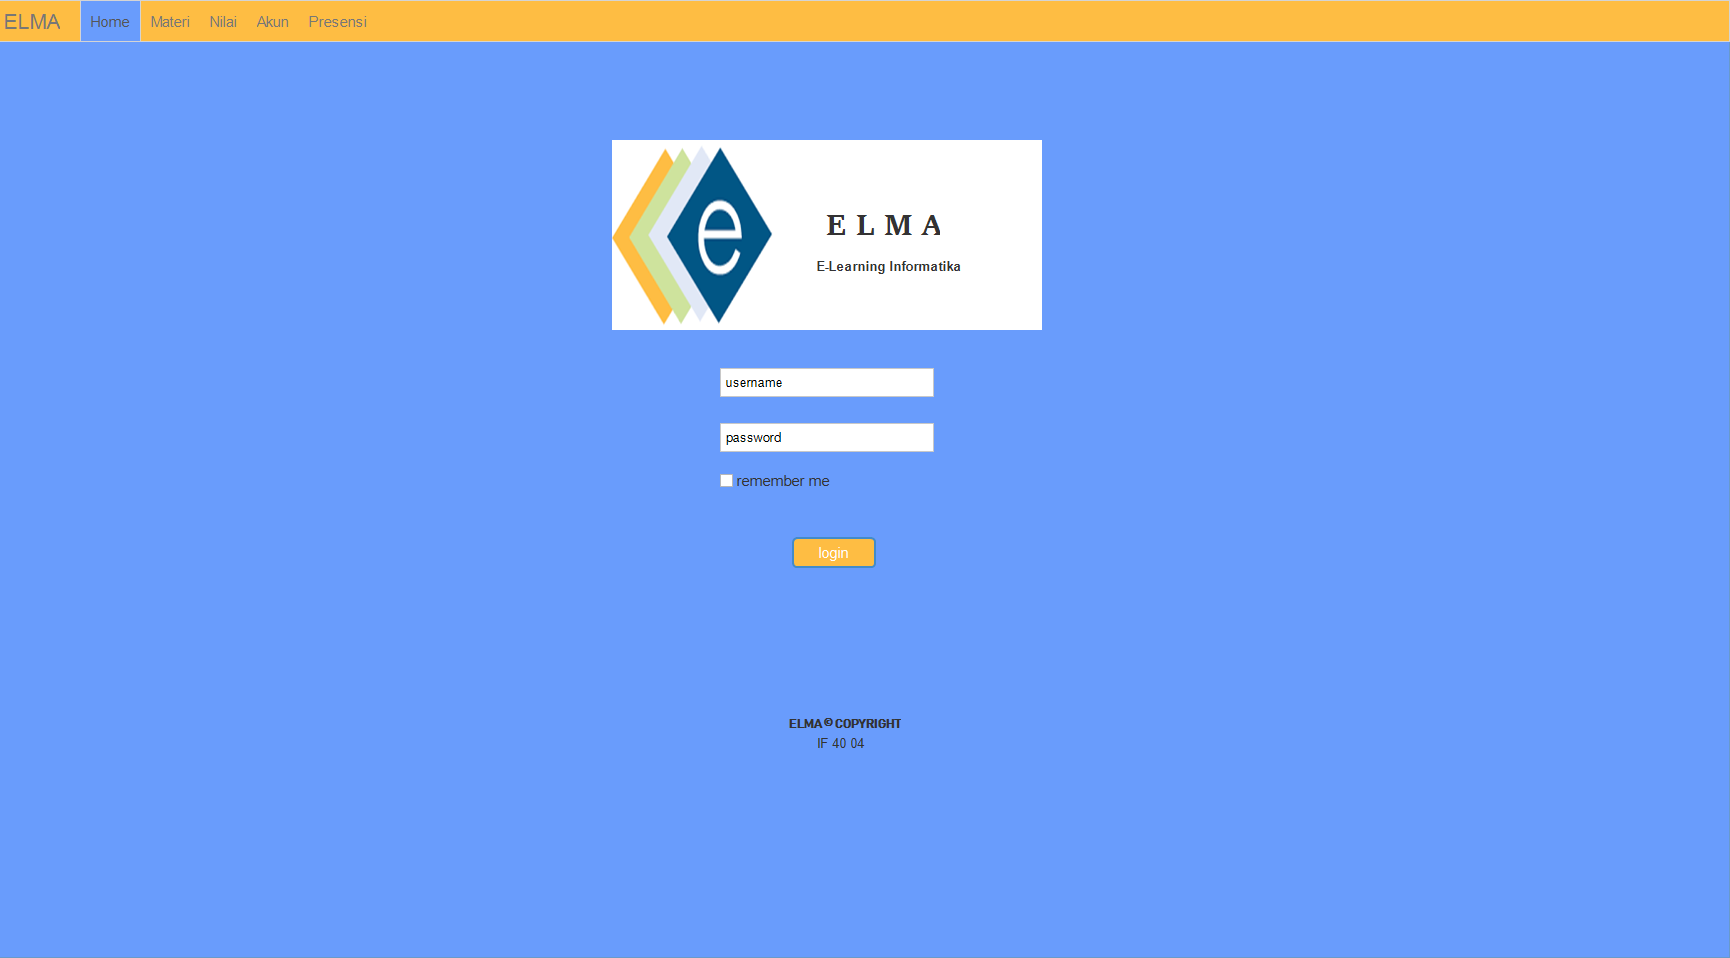 ELMA Home Materi Nilai Akun Presensi
e
E L M A
E-Learning Informatika
username
password
remember me
login
ELMA © COPYRIGHT
IF 40 04